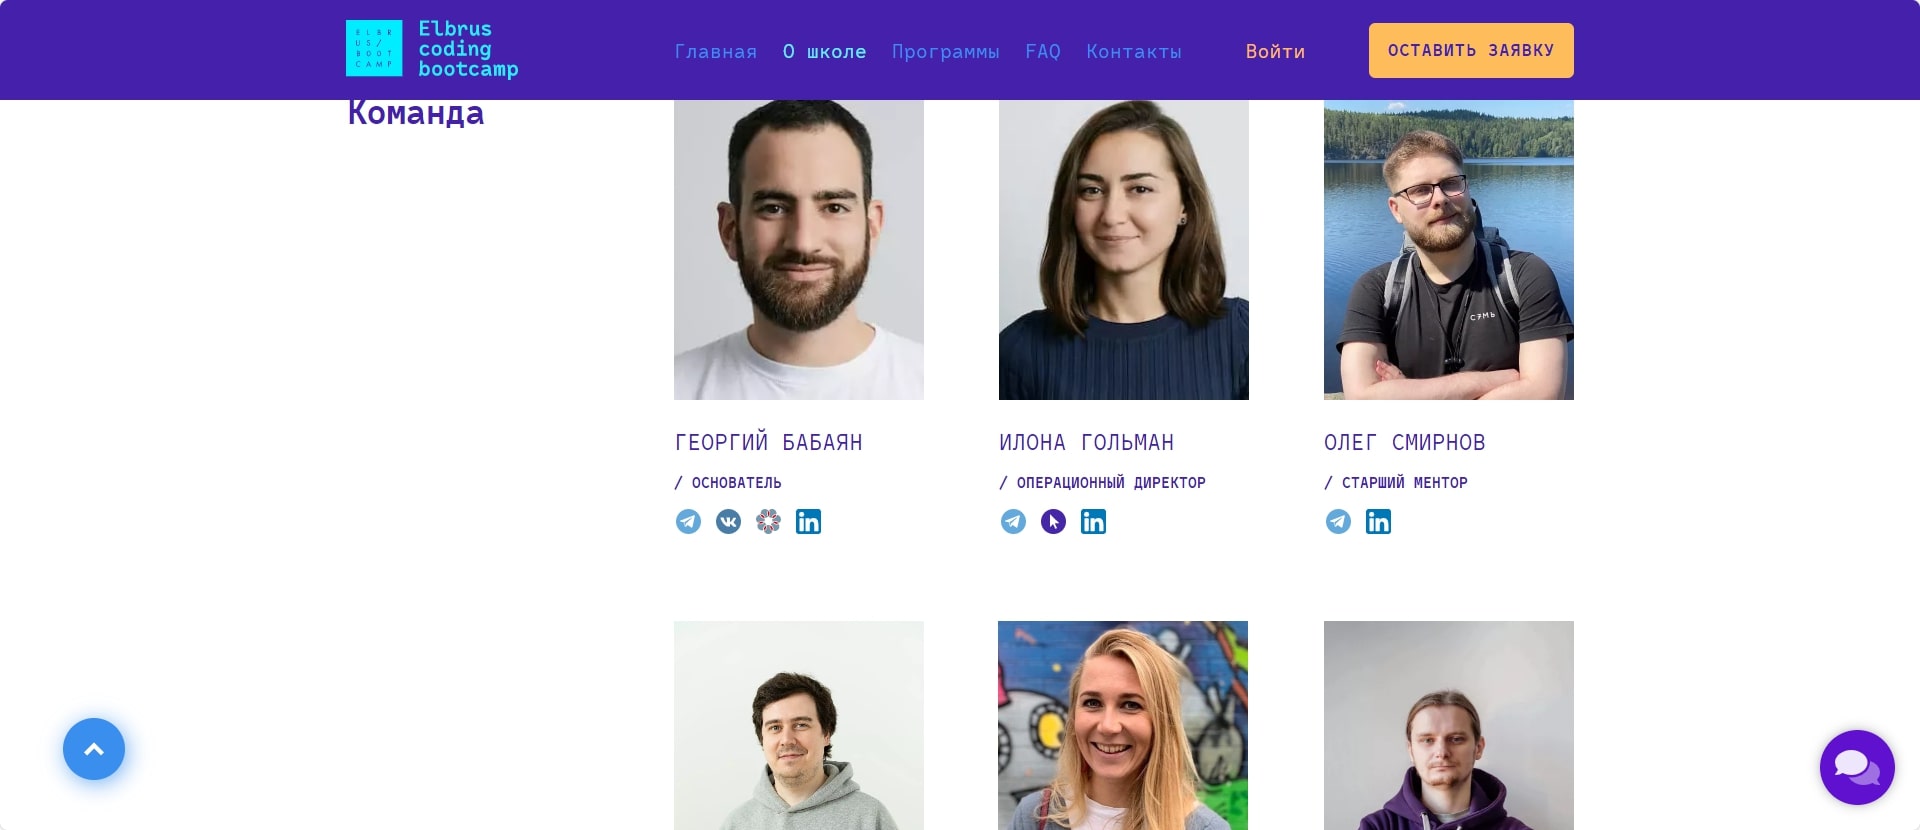 ELBR
US/
BOOT
CAMP
Elbrus
coding
bootcamp
Главная
О школе
Программы
FAQ
Контакты
Войти
ОСТАВИТЬ ЗАЯВКУ
Команда
СЯМЬ
ГЕОРГИЙ БАБАЯН
/ ОСНОВАТЕЛЬ
ИЛОНА ГОЛЬМАН
/ ОПЕРАЦИОННЫЙ ДИРЕКТОР
ОЛЕГ СМИРНОВ
/ СТАРШИЙ МЕНТОР